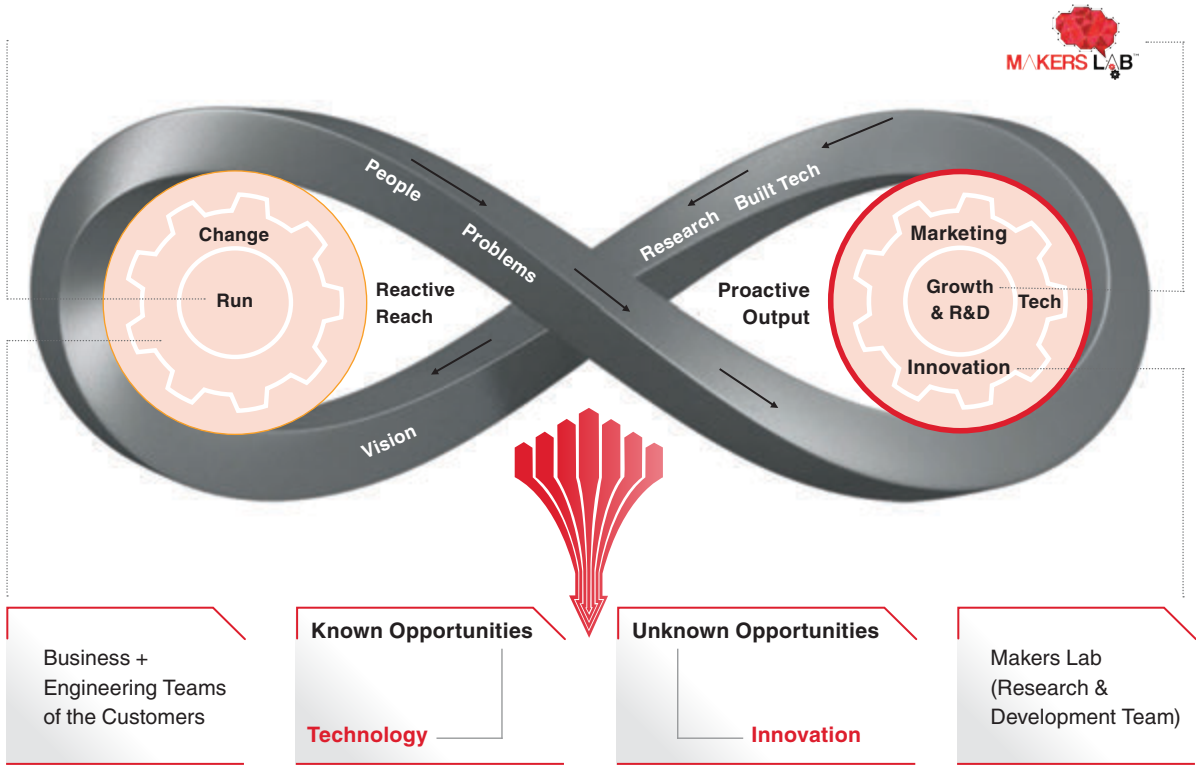 MAKERS LAB™
People
Problems
Research
Built Tech
Vision
Change
Run
Reactive
Reach
Proactive
Output
Marketing
Growth
& R&D
Tech
Innovation
Business +
Engineering Teams
of the Customers
Known Opportunities
Technology
Unknown Opportunities
Innovation
Makers Lab
(Research &
Development Team)